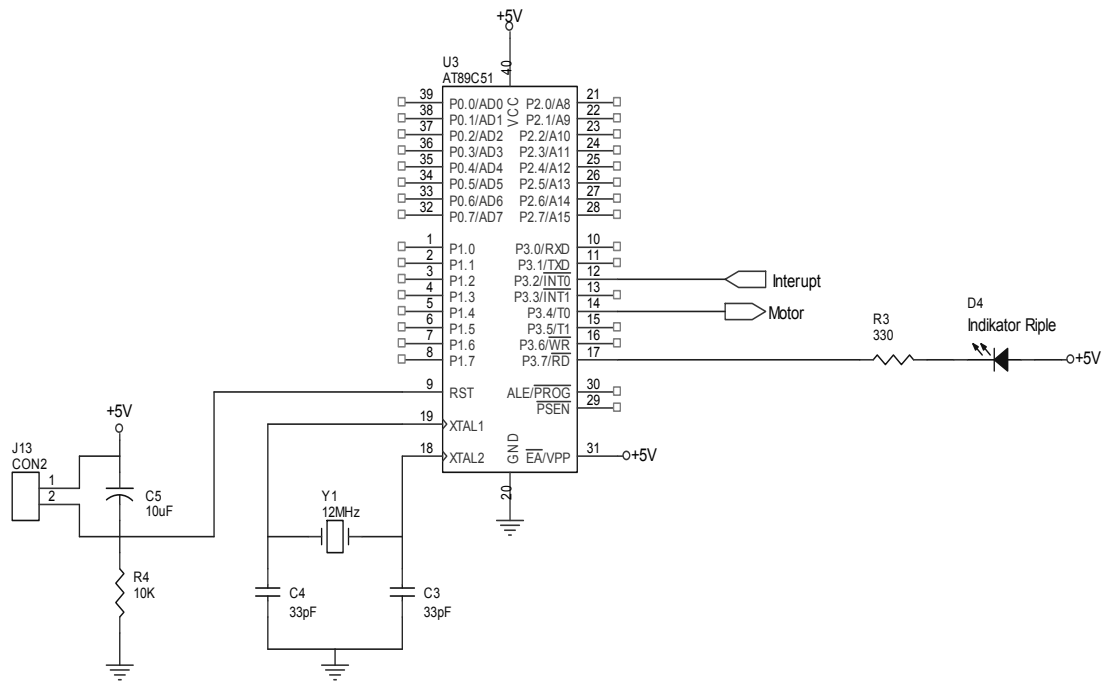 +5V
U3
AT89C51
40
VCC
39 P0.0/AD0
38 P0.1/AD1
37 P0.2/AD2
36 P0.3/AD3
35 P0.4/AD4
34 P0.5/AD5
33 P0.6/AD6
32 P0.7/AD7
1 P1.0
2 P1.1
3 P1.2
4 P1.3
5 P1.4
6 P1.5
7 P1.6
8 P1.7
9 RST
19 XTAL1
18 XTAL2
P2.0/A8 21
P2.1/A9 22
P2.2/A10 23
P2.3/A11 24
P2.4/A12 25
P2.5/A13 26
P2.6/A14 27
P2.7/A15 28
P3.0/RXD 10
P3.1/TXD 11
P3.2/INT0 12
P3.3/INT1 13
P3.4/T0 14
P3.5/T1 15
P3.6/WR 16
P3.7/RD 17
ALE/PROG 30
PSEN 29
EA/VPP 31
+5V
GND
20
Interupt
Motor
R3
330
D4
Indikator Riple
+5V
+5V
J13
CON2
1
2
C5
10uF
R4
10K
Y1
12MHz
C4
33pF
C3
33pF